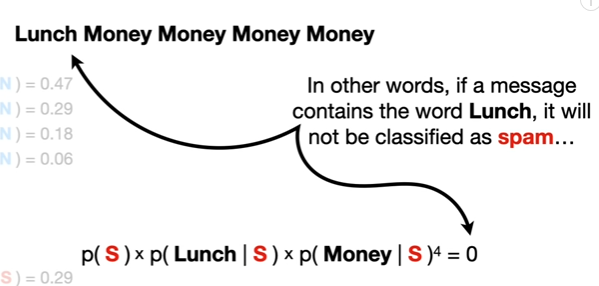 Lunch Money Money Money Money
N ) = 0.47
N ) = 0.29
N ) = 0.18
N ) = 0.06
In other words, if a message
contains the word Lunch, it will
not be classified as spam…
p( S ) x p( Lunch | S ) x p( Money | S )⁴ = 0
S ) = 0.29